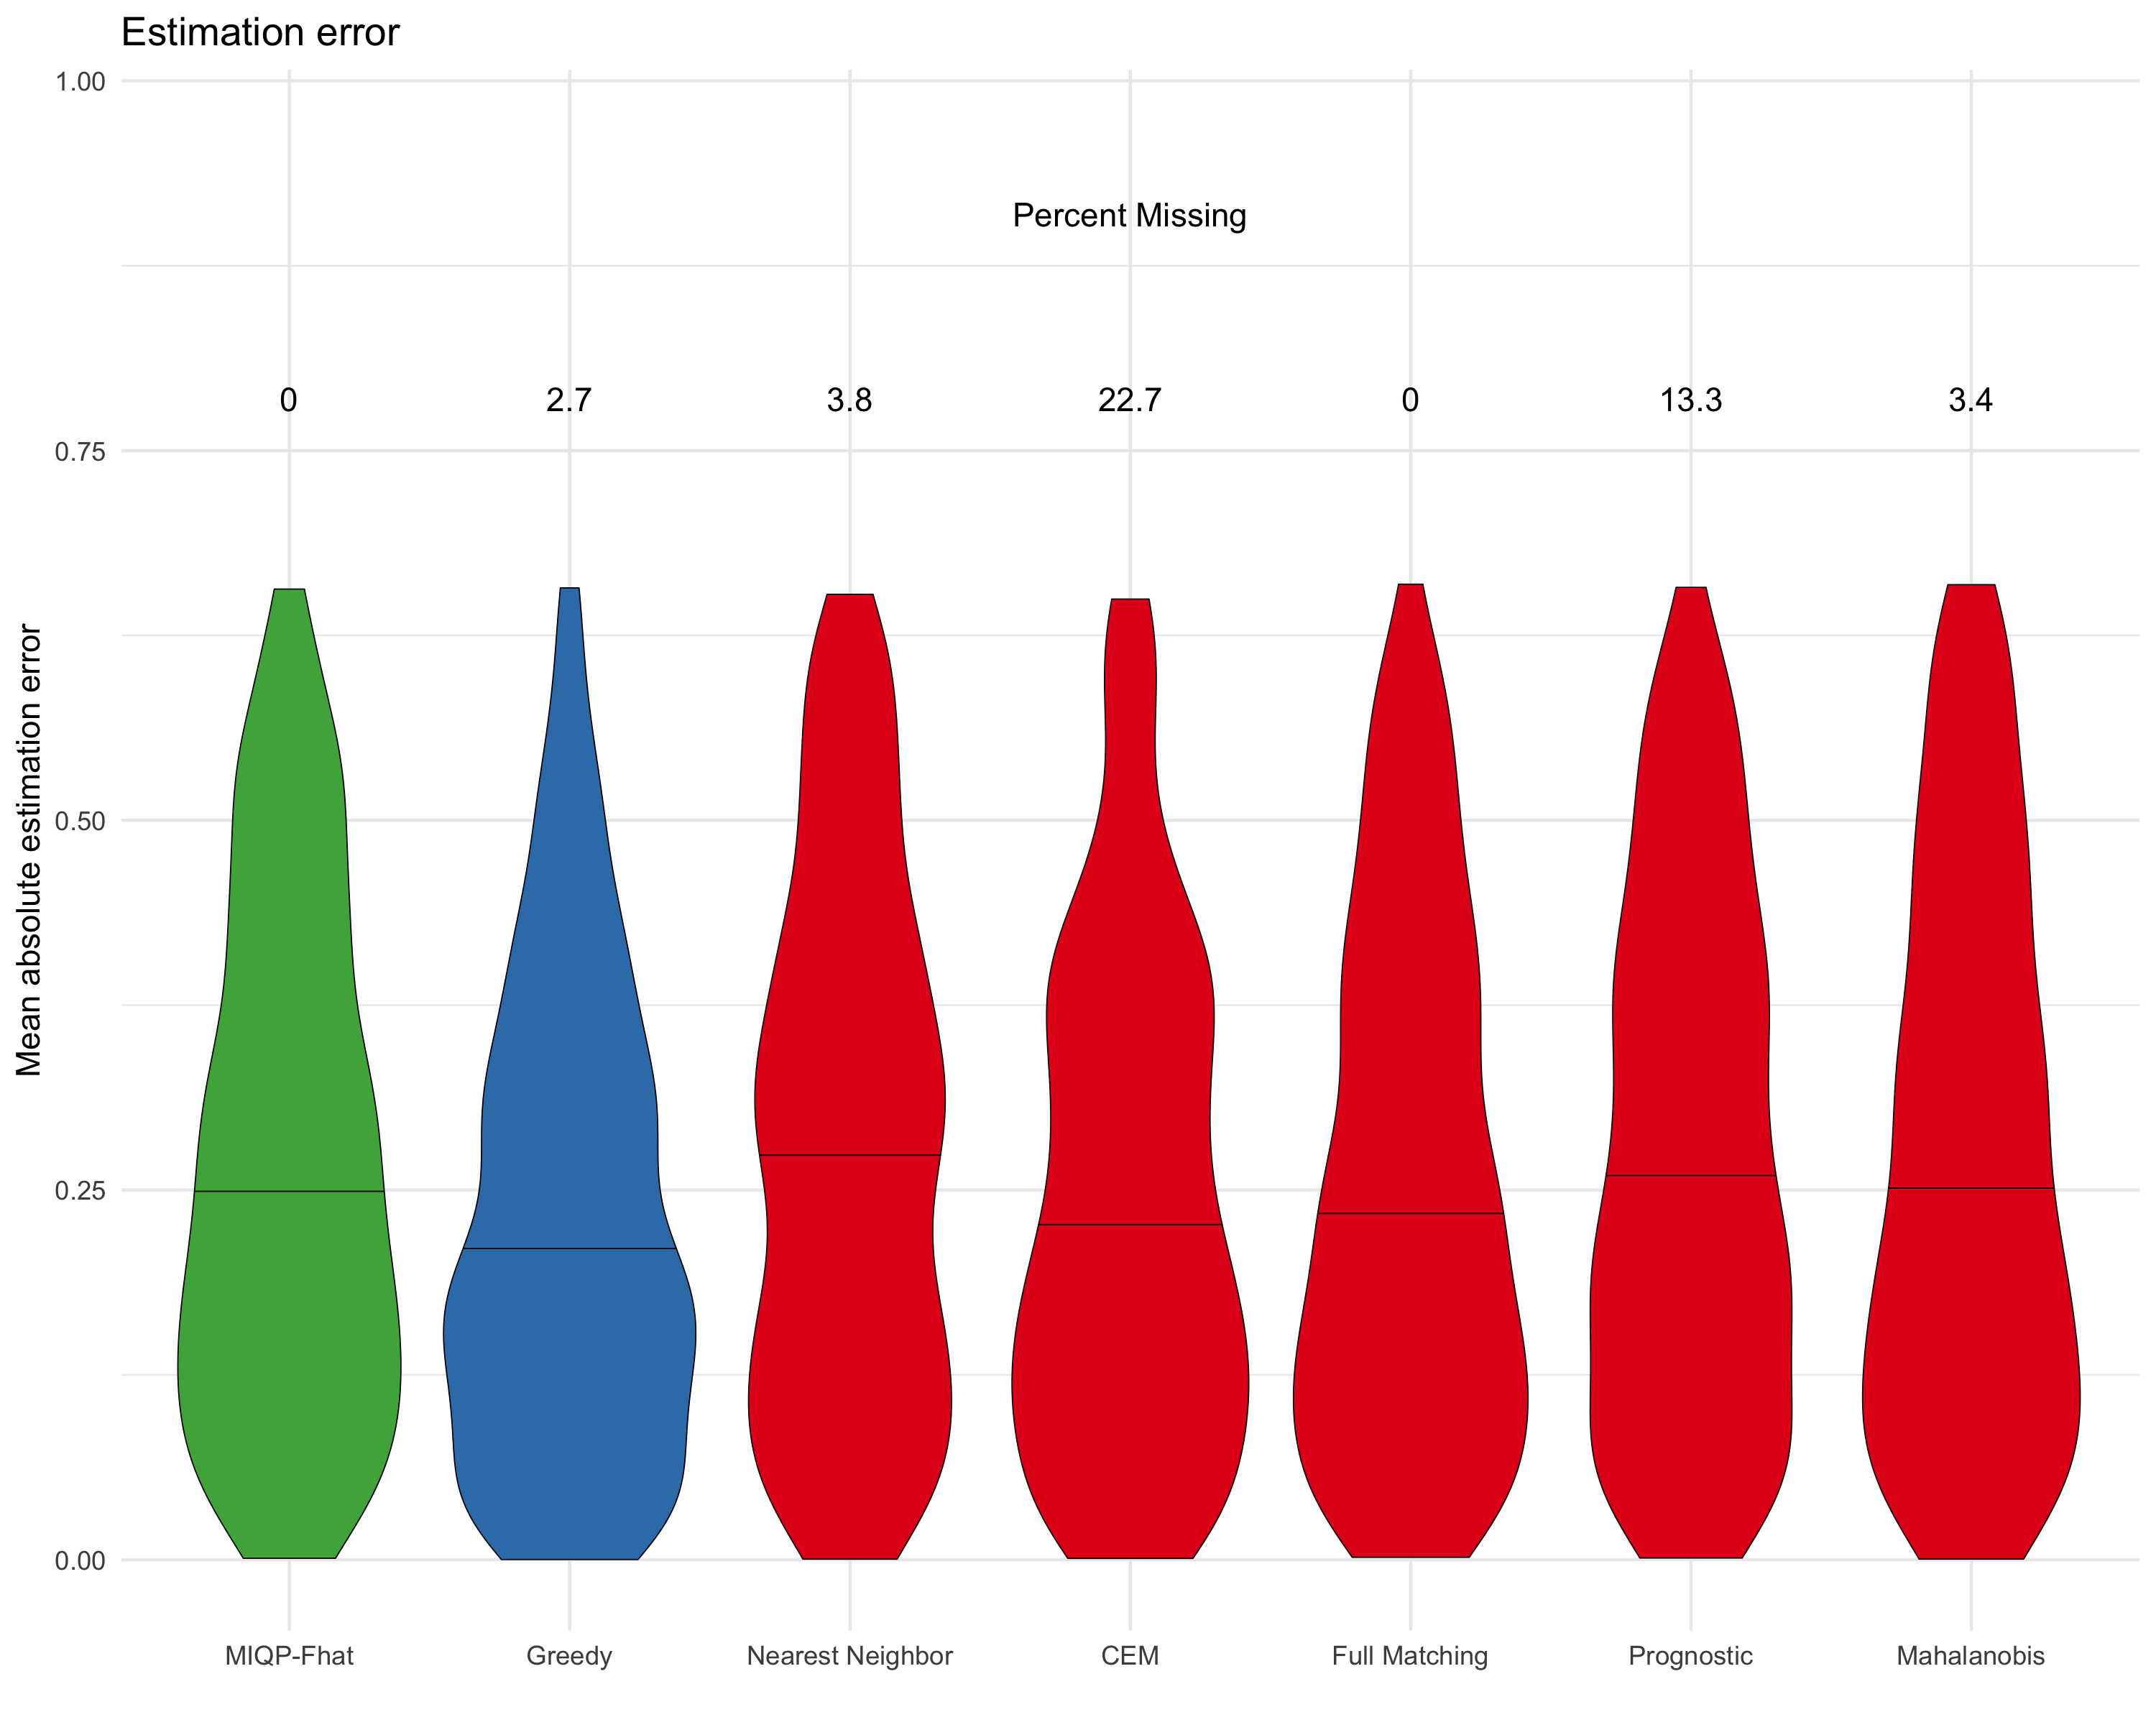 Estimation error
Mean absolute estimation error
1.00
Percent Missing
0 2.7 3.8 22.7 0 13.3 3.4
0.75
0.50
0.25
0.00
MIQP-Fhat Greedy Nearest Neighbor CEM Full Matching Prognostic Mahalanobis